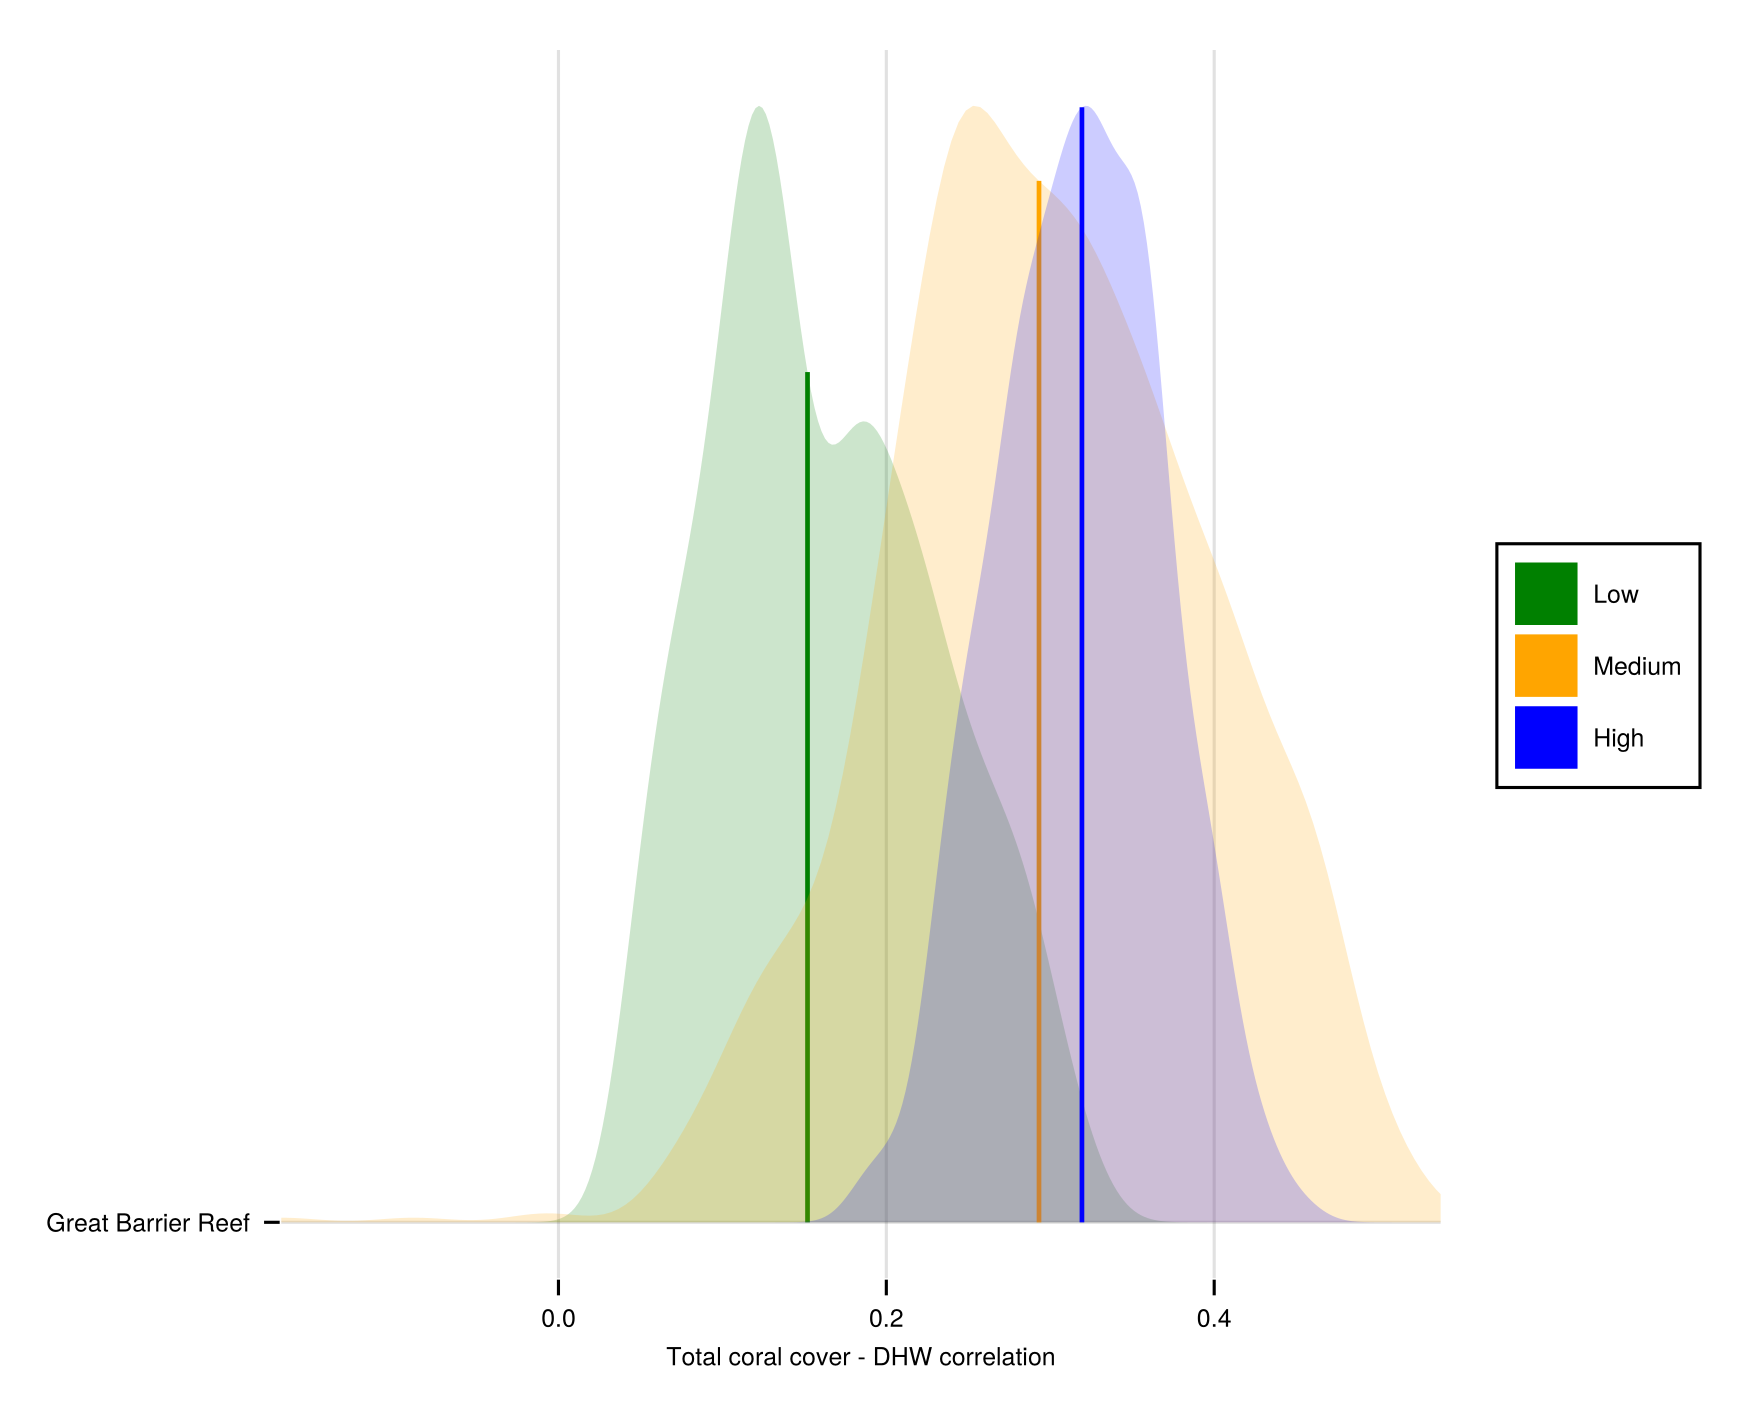 Low
Medium
High
Great Barrier Reef
0.0 0.2 0.4
Total coral cover - DHW correlation